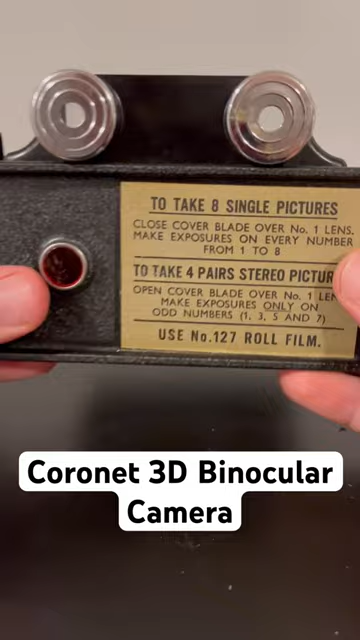 TO TAKE 8 SINGLE PICTURES
CLOSE COVER BLADE OVER No. 1 LENS.
MAKE EXPOSURES ON EVERY NUMBER
FROM 1 TO 8
TO TAKE 4 PAIRS STEREO PICTUR
OPEN COVER BLADE OVER No. 1 LEN
MAKE EXPOSURES ONLY ON
ODD NUMBERS (1, 3, 5 AND 7)
USE No. 127 ROLL FILM.
Coronet 3D Binocular
Camera